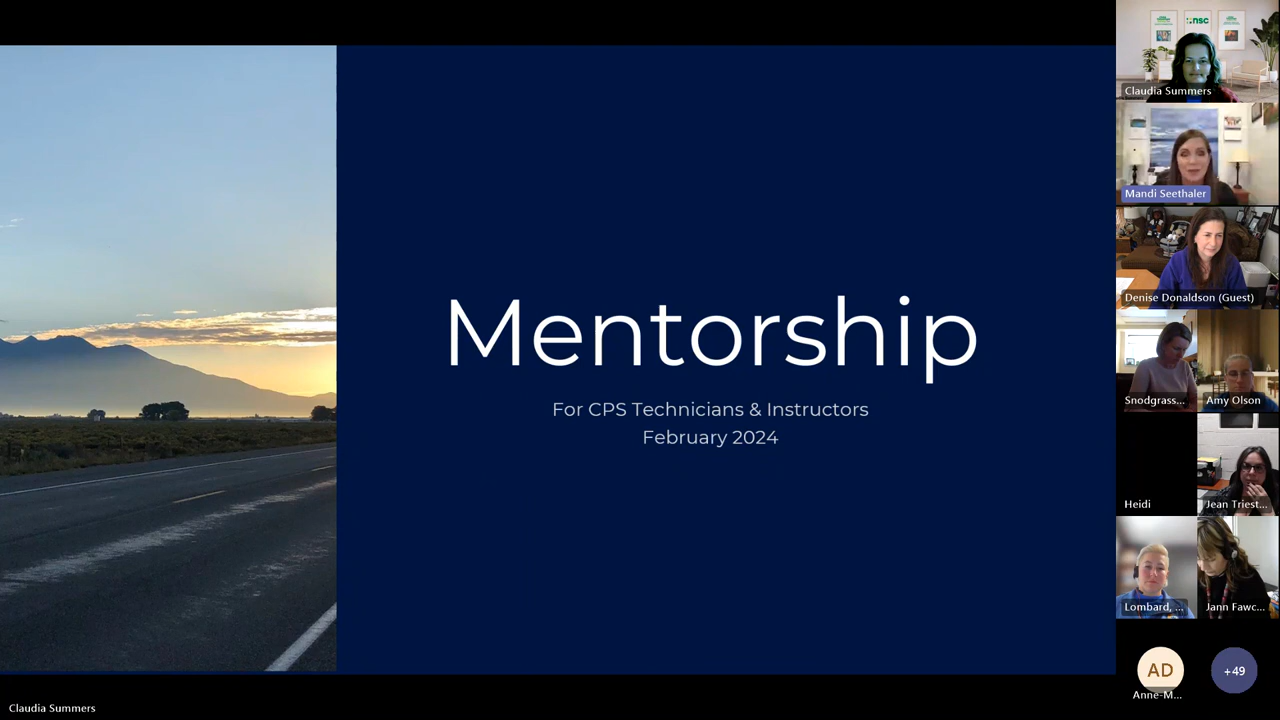 Mentorship
For CPS Technicians & Instructors
February 2024
nsc
Claudia Summers
Mandi Seethaler
Denise Donaldson (Guest)
Snodgrass...
Amy Olson
Heidi
Jean Triest...
Lombard, ...
Jann Fawc...
AD
+49
Anne-M...
Claudia Summers